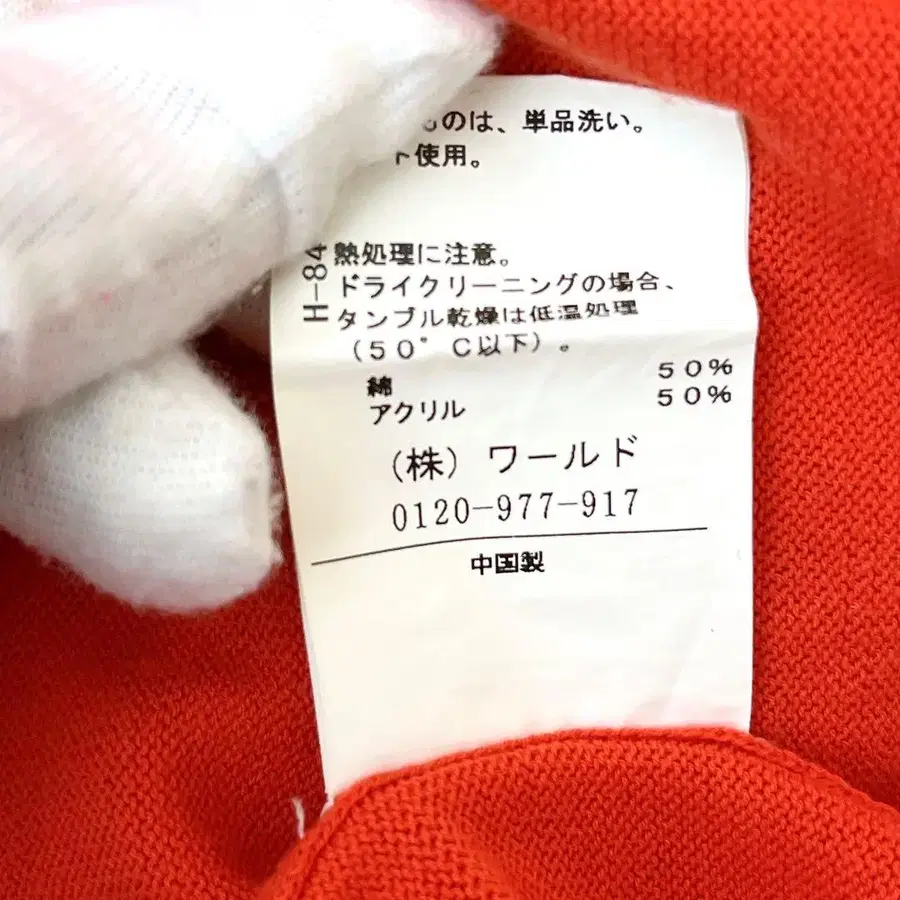 ものは、単品洗い。
ト使用。
H-84
熱処理に注意。
ドライクリーニングの場合、
タンブル乾燥は低温処理
(50°C以下)。
綿 50%
アクリル 50%
(株) ワールド
0120-977-917
中国製